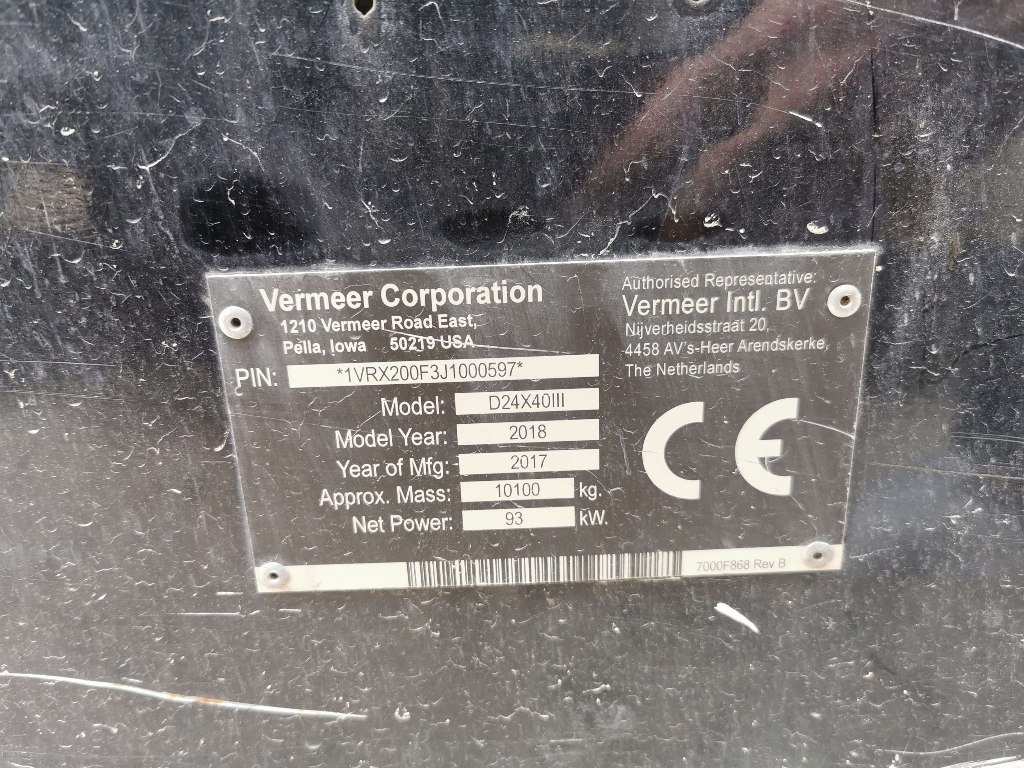 Vermeer Corporation
1210 Vermeer Road East,
Pella, Iowa 50219 USA
PIN: *1VRX200F3J1000597*
Model: D24X40III
Model Year: 2018
Year of Mfg: 2017
Approx. Mass: 10100 kg.
Net Power: 93 kW.
Authorised Representative:
Vermeer Intl. BV
Nijverheidsstraat 20,
4458 AV's-Heer Arendskerke,
The Netherlands
CE
7000F868 Rev B